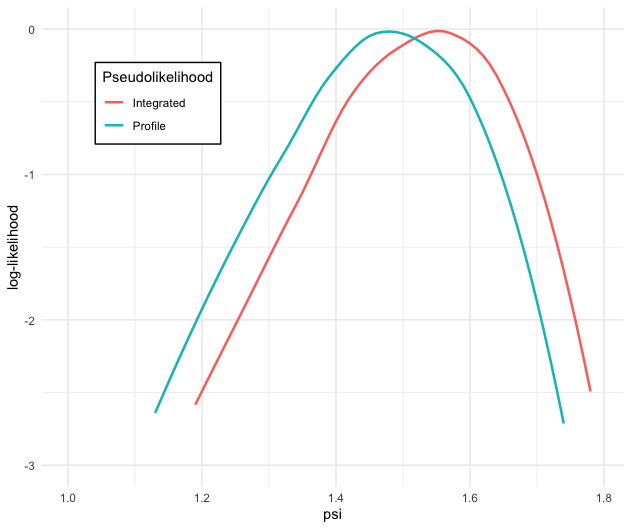 0
Pseudolikelihood
Integrated
Profile
-1
log-likelihood
-2
-3
1.0 1.2 1.4 1.6 1.8
psi